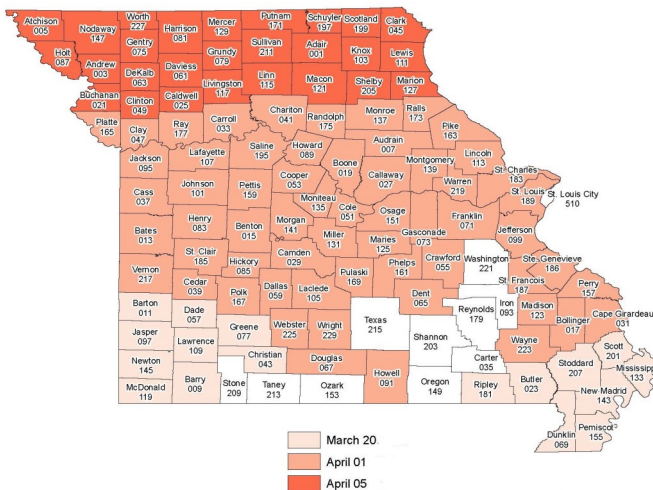 Atchison
005
Nodaway
147
Worth
227
Harrison
081
Mercer
129
Putnam
171
Schuyler
197
Scotland
199
Clark
045
Holt
087
Andrew
003
Gentry
075
DeKalb
063
Daviess
061
Grundy
079
Sullivan
211
Adair
001
Knox
103
Lewis
111
Buchanan
021
Clinton
049
Caldwell
025
Livingston
117
Linn
115
Macon
121
Shelby
205
Marion
127
Platte
165
Clay
047
Ray
177
Carroll
033
Chariton
041
Randolph
175
Monroe
137
Ralls
173
Pike
163
Jackson
095
Lafayette
107
Saline
195
Howard
089
Boone
019
Audrain
007
Callaway
027
Montgomery
139
Lincoln
113
Warren
219
St. Charles
183
St. Louis
189
St. Louis City
510
Cass
037
Johnson
101
Pettis
159
Cooper
053
Moniteau
135
Cole
051
Osage
151
Gasconade
073
Franklin
071
Jefferson
099
Bates
013
Henry
083
Benton
015
Morgan
141
Miller
131
Maries
125
Crawford
055
Washington
221
Ste. Genevieve
186
St. Francois
187
Perry
157
Vernon
217
St. Clair
185
Hickory
085
Camden
029
Pulaski
169
Phelps
161
Dent
065
Iron
093
Madison
123
Cape Girardeau
031
Bollinger
017
Cedar
039
Polk
167
Dallas
059
Laclede
105
Texas
215
Reynolds
179
Shannon
203
Wayne
223
Barton
011
Dade
057
Greene
077
Webster
225
Wright
229
Jasper
097
Lawrence
109
Christian
043
Douglas
067
Howell
091
Carter
035
Newton
145
McDonald
119
Barry
009
Stone
209
Taney
213
Ozark
153
Oregon
149
Ripley
181
Butler
023
Stoddard
207
Scott
201
Mississippi
133
New Madrid
143
Dunklin
069
Pemiscot
155
March 20
April 01
April 05